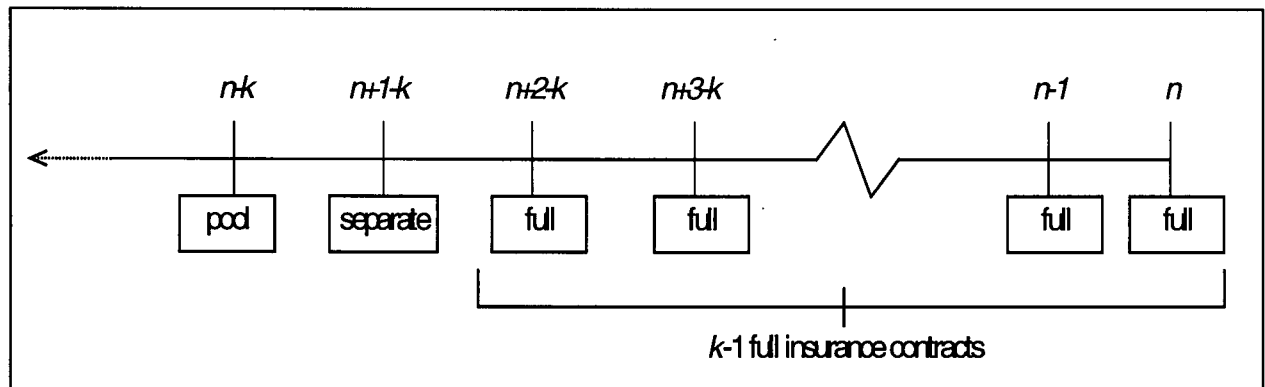 n-k n+1-k n+2-k n+3-k n-1 n
pool separate full full full full
k-1 full insurance contracts